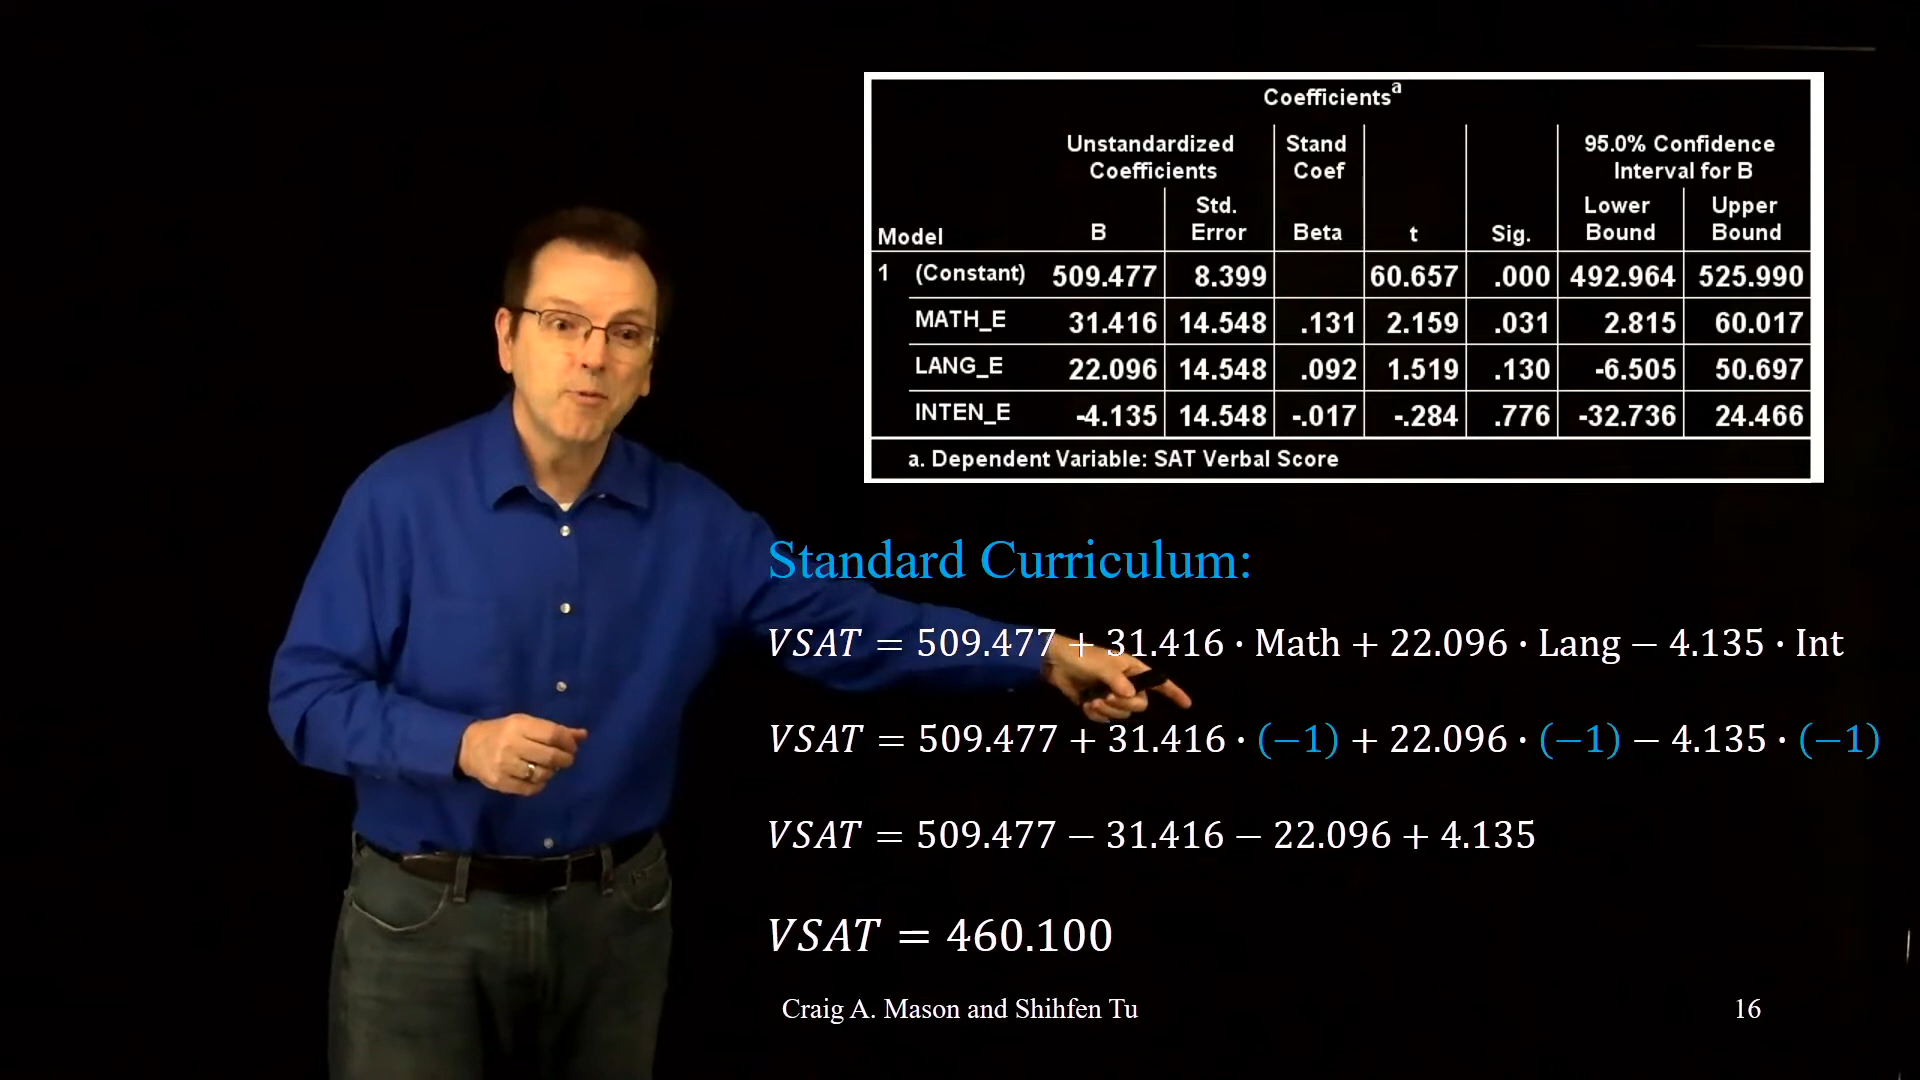 Coefficientsᵃ
Unstandardized Coefficients Stand Coef 95.0% Confidence Interval for B
Model B Std. Error Beta t Sig. Lower Bound Upper Bound
1 (Constant) 509.477 8.399 60.657 .000 492.964 525.990
MATH_E 31.416 14.548 .131 2.159 .031 2.815 60.017
LANG_E 22.096 14.548 .092 1.519 .130 -6.505 50.697
INTEN_E -4.135 14.548 -.017 -.284 .776 -32.736 24.466
a. Dependent Variable: SAT Verbal Score
Standard Curriculum:
VSAT = 509.477 + 31.416 · Math + 22.096 · Lang − 4.135 · Int
VSAT = 509.477 + 31.416 · (−1) + 22.096 · (−1) − 4.135 · (−1)
VSAT = 509.477 − 31.416 − 22.096 + 4.135
VSAT = 460.100
Craig A. Mason and Shihfen Tu 16